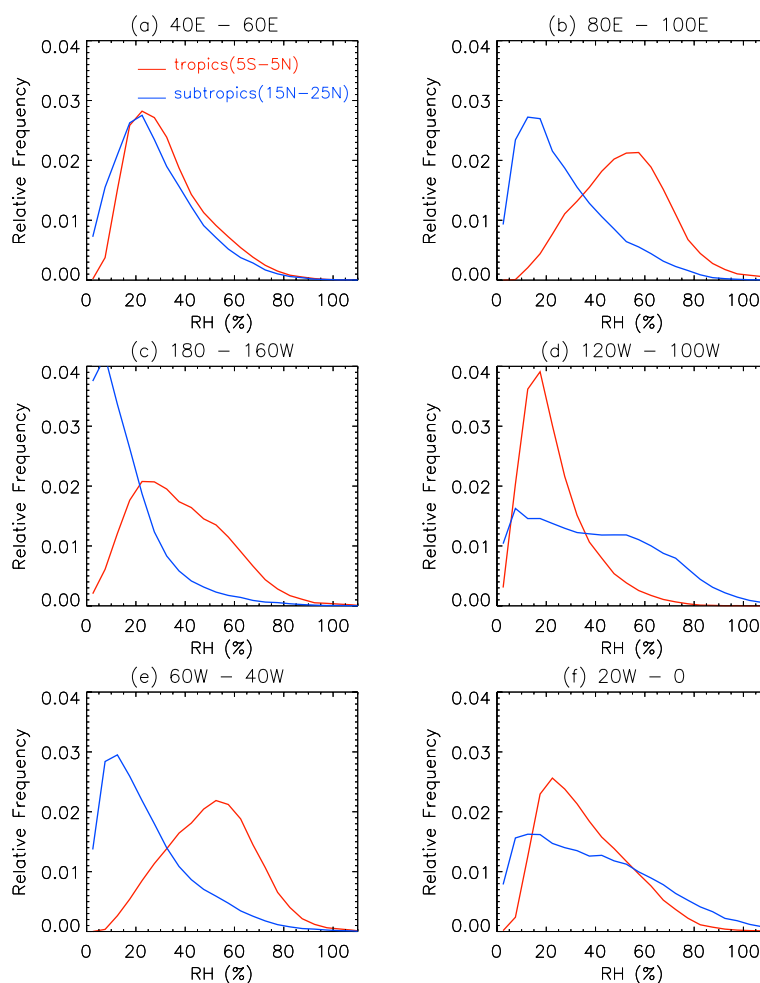 (a) 40E − 60E
0.04
0.03
0.02
0.01
0.00
Relative Frequency
tropics(5S−5N)
subtropics(15N−25N)
0 20 40 60 80 100
RH (%)
(b) 80E − 100E
0.04
0.03
0.02
0.01
0.00
Relative Frequency
0 20 40 60 80 100
RH (%)
(c) 180 − 160W
0.04
0.03
0.02
0.01
0.00
Relative Frequency
0 20 40 60 80 100
RH (%)
(d) 120W − 100W
0.04
0.03
0.02
0.01
0.00
Relative Frequency
0 20 40 60 80 100
RH (%)
(e) 60W − 40W
0.04
0.03
0.02
0.01
0.00
Relative Frequency
0 20 40 60 80 100
RH (%)
(f) 20W − 0
0.04
0.03
0.02
0.01
0.00
Relative Frequency
0 20 40 60 80 100
RH (%)